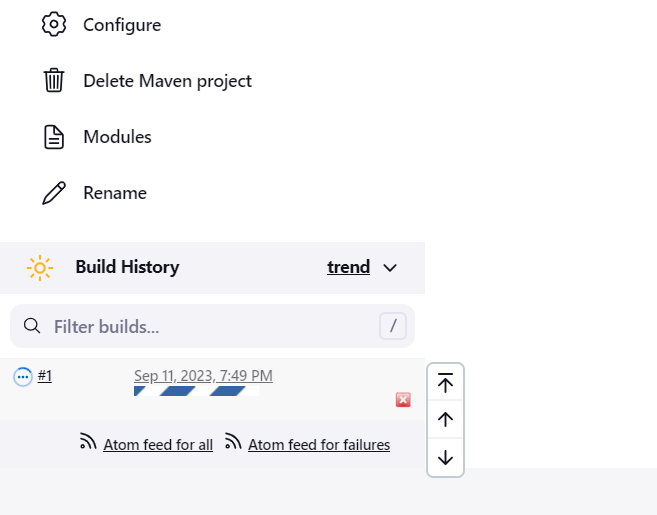 Configure
Delete Maven project
Modules
Rename
Build History trend
Filter builds... /
#1 Sep 11, 2023, 7:49 PM
Atom feed for all Atom feed for failures